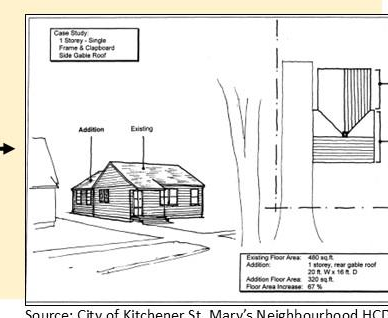 Case Study:
1 Storey - Single
Frame & Clapboard
Side Gable Roof
Addition
Existing
Existing Floor Area: 480 sq.ft.
Addition: 1 storey, rear gable roof
20 ft. W x 16 ft. D
Addition Floor Area: 320 sq.ft.
Floor Area Increase: 67 %
Source: City of Kitchener St. Mary's Neighbourhood HCD